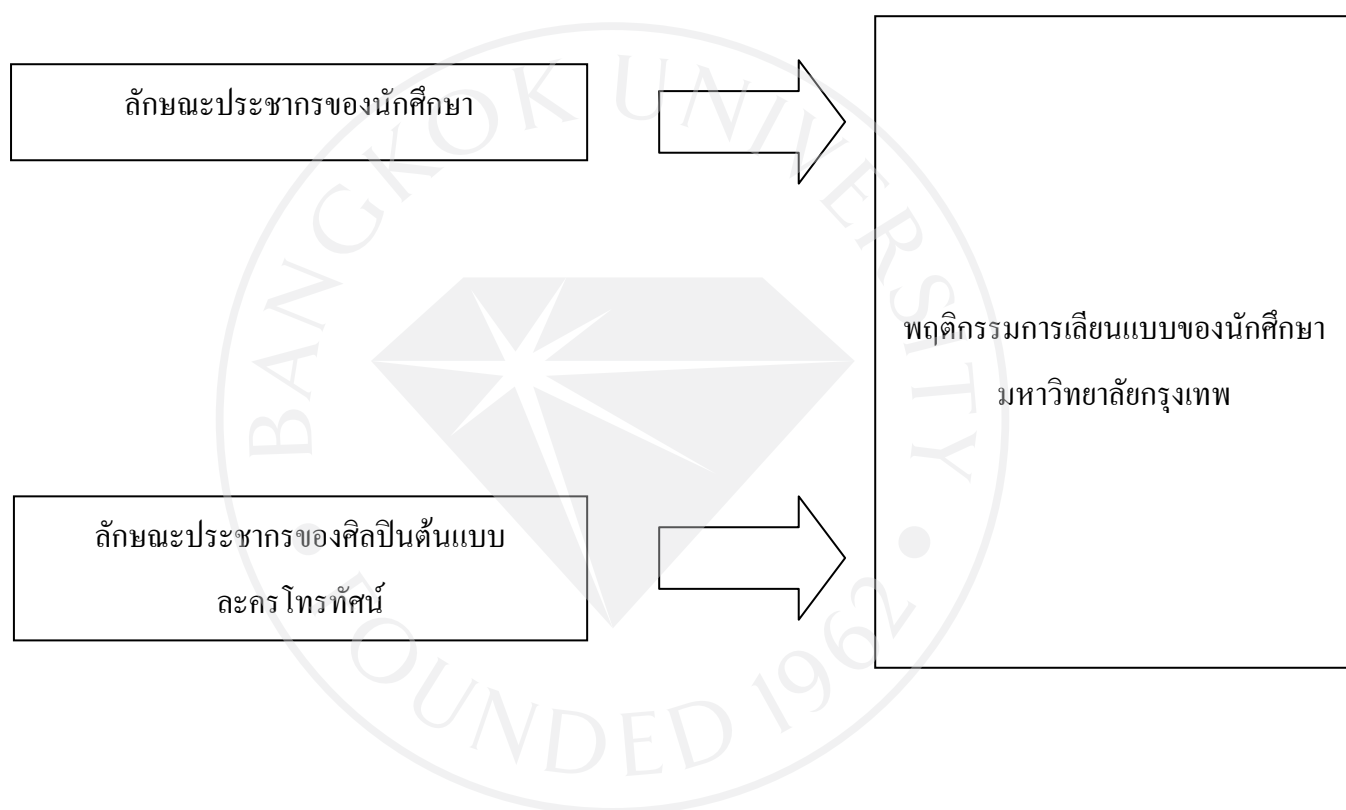 ลักษณะประชากรของนักศึกษา
พฤติกรรมการเลียนแบบของนักศึกษา
มหาวิทยาลัยกรุงเทพ
ลักษณะประชากรของศิลปินต้นแบบ
ละครโทรทัศน์
BANGKOK UNIVERSITY
FOUNDED 1962